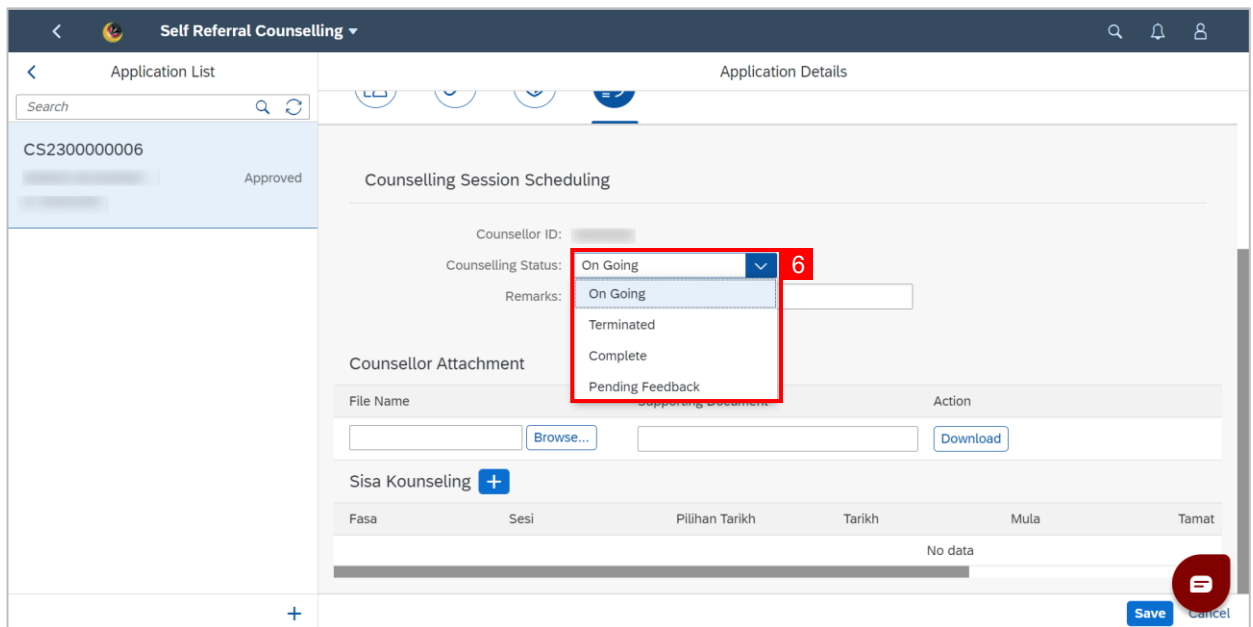 Self Referral Counselling
Application List
Application Details
Search
CS2300000006
Approved
Counselling Session Scheduling
Counsellor ID:
Counselling Status: On Going 6
Remarks:
On Going
Terminated
Complete
Pending Feedback
Counsellor Attachment
File Name Supporting Document Action
Browse... Download
Sisa Kounseling
Fasa Sesi Pilihan Tarikh Tarikh Mula Tamat
No data
Save Cancel